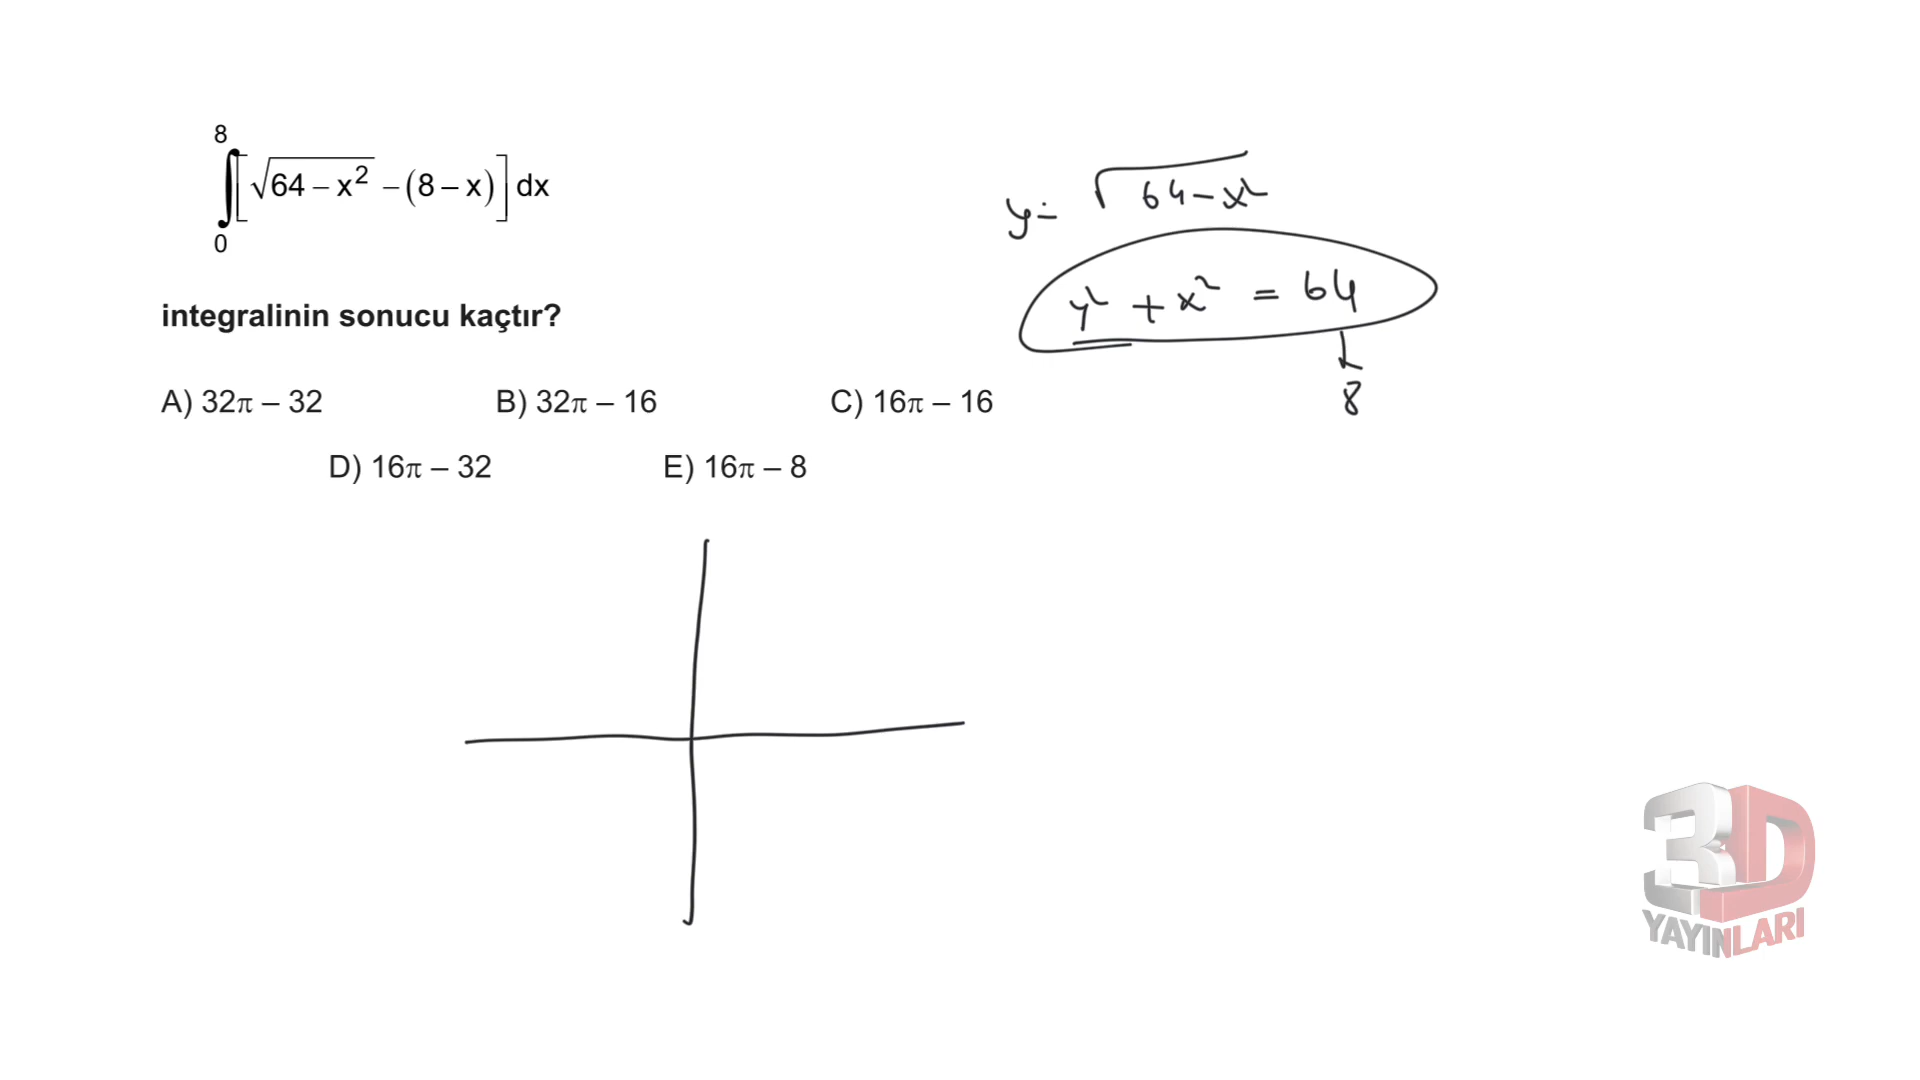 8
∫[√64 – x² – (8 – x)] dx
0
integralinin sonucu kaçtır?
A) 32π – 32 B) 32π – 16 C) 16π – 16
D) 16π – 32 E) 16π – 8
y = √64 – x²
y² + x² = 64
8
3D
YAYINLARI